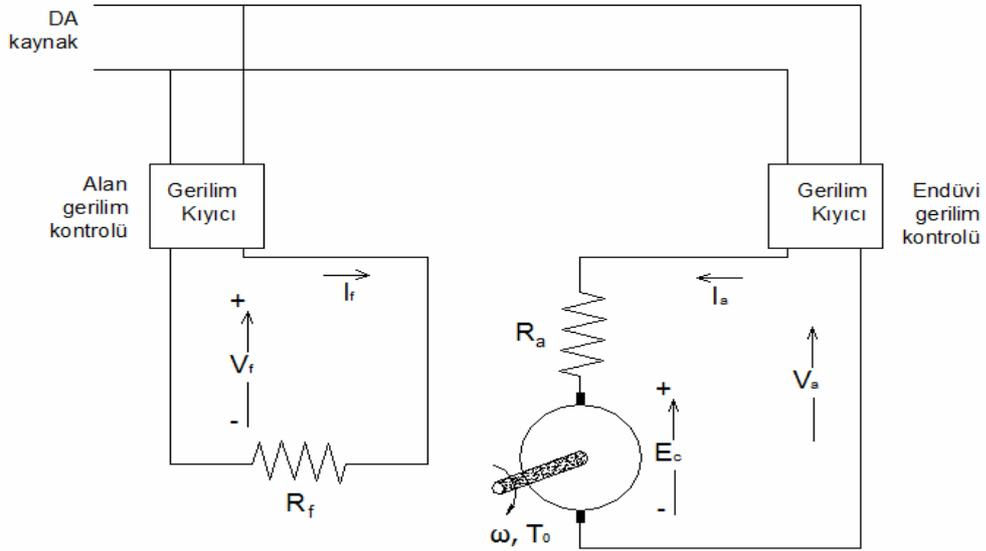 DA
kaynak
Alan
gerilim
kontrolü
Gerilim
Kıyıcı
Gerilim
Kıyıcı
Endüvi
gerilim
kontrolü
If
Ia
+
Vf
-
Rf
Ra
+
Ec
-
Va
ω, T₀